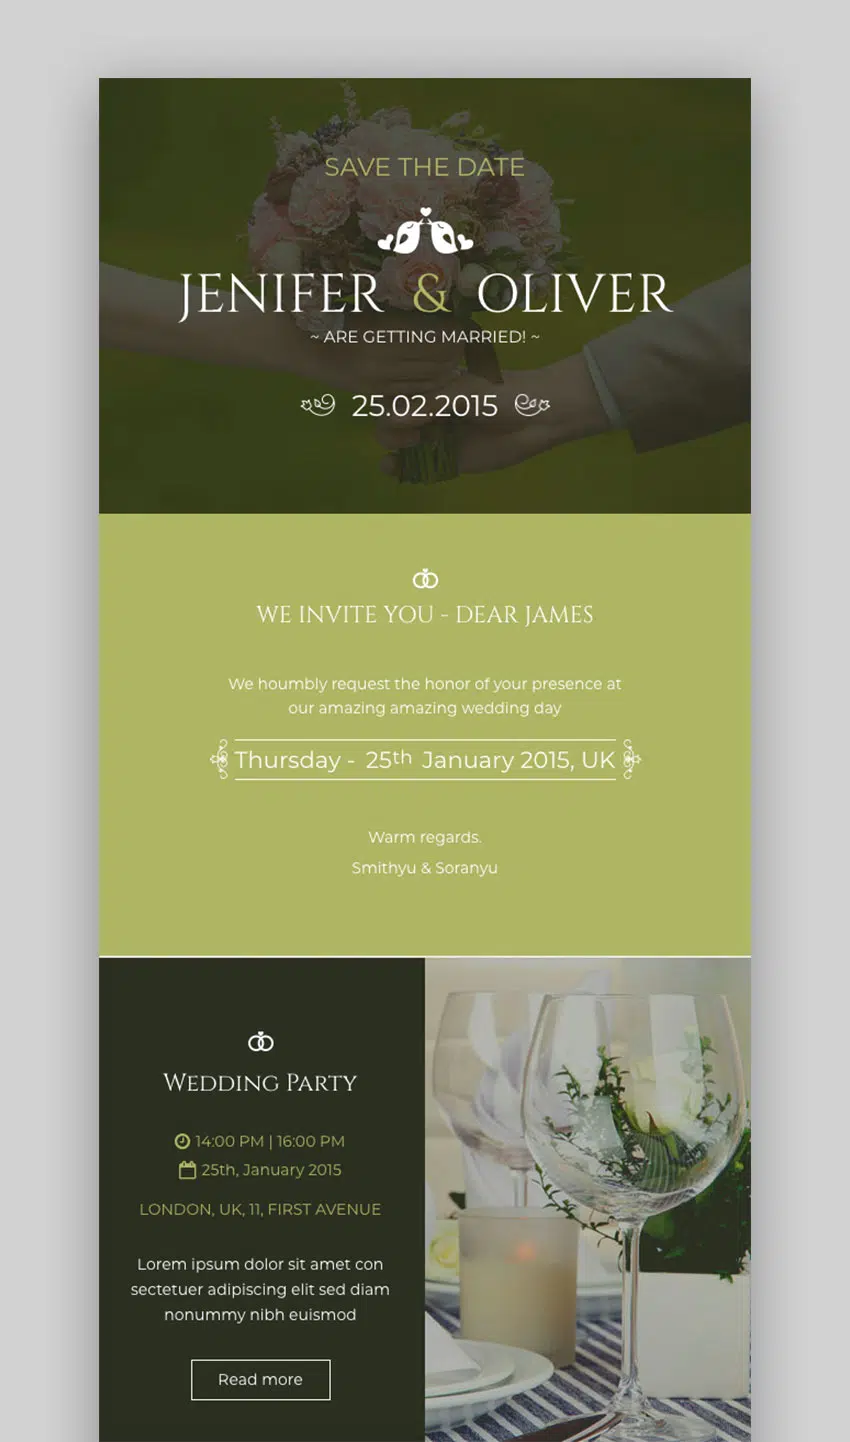 SAVE THE DATE
JENIFER & OLIVER
~ ARE GETTING MARRIED! ~
25.02.2015
WE INVITE YOU - DEAR JAMES
We houmbly request the honor of your presence at
our amazing amazing wedding day
Thursday - 25th January 2015, UK
Warm regards.
Smithyu & Soranyu
Wedding Party
14:00 PM | 16:00 PM
25th, January 2015
LONDON, UK, 11, FIRST AVENUE
Lorem ipsum dolor sit amet con
sectetuer adipiscing elit sed diam
nonummy nibh euismod
Read more